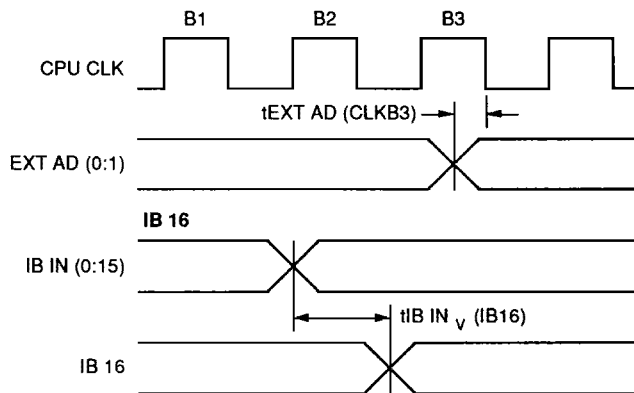 B1 B2 B3
CPU CLK
tEXT AD (CLKB3)
EXT AD (0:1)
IB 16
IB IN (0:15)
tIB IN V (IB16)
IB 16